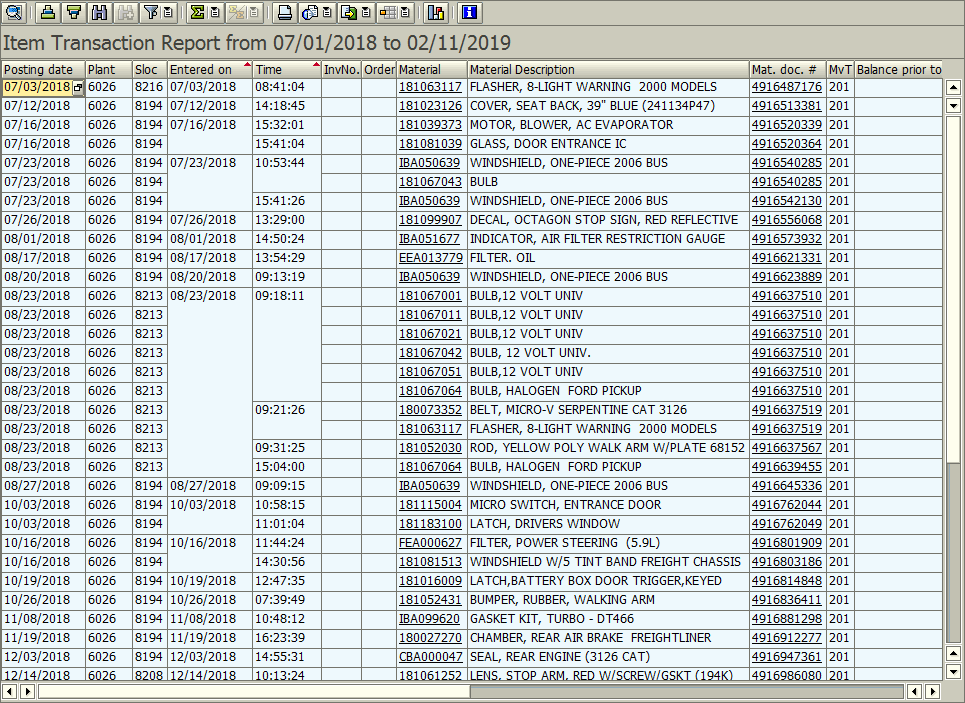 Item Transaction Report from 07/01/2018 to 02/11/2019
Posting date Plant Sloc Entered on Time InvNo. Order Material Material Description Mat. doc. # MvT Balance prior to
07/03/2018 6026 8216 07/03/2018 08:41:04 181063117 FLASHER, 8-LIGHT WARNING  2000 MODELS 4916487176 201
07/12/2018 6026 8194 07/12/2018 14:18:45 181023126 COVER, SEAT BACK, 39" BLUE (241134P47) 4916513381 201
07/16/2018 6026 8194 07/16/2018 15:32:01 181039373 MOTOR, BLOWER, AC EVAPORATOR 4916520339 201
07/16/2018 6026 8194 15:41:04 181081039 GLASS, DOOR ENTRANCE IC 4916520364 201
07/23/2018 6026 8194 07/23/2018 10:53:44 IBA050639 WINDSHIELD, ONE-PIECE 2006 BUS 4916540285 201
07/23/2018 6026 8194 181067043 BULB 4916540285 201
07/23/2018 6026 8194 15:41:26 IBA050639 WINDSHIELD, ONE-PIECE 2006 BUS 4916542130 201
07/26/2018 6026 8194 07/26/2018 13:29:00 181099907 DECAL, OCTAGON STOP SIGN, RED REFLECTIVE 4916556068 201
08/01/2018 6026 8194 08/01/2018 14:50:24 IBA051677 INDICATOR, AIR FILTER RESTRICTION GAUGE 4916573932 201
08/17/2018 6026 8194 08/17/2018 13:54:29 EEA013779 FILTER. OIL 4916621331 201
08/20/2018 6026 8194 08/20/2018 09:13:19 IBA050639 WINDSHIELD, ONE-PIECE 2006 BUS 4916623889 201
08/23/2018 6026 8213 08/23/2018 09:18:11 181067001 BULB,12 VOLT UNIV 4916637510 201
08/23/2018 6026 8213 181067011 BULB,12 VOLT UNIV 4916637510 201
08/23/2018 6026 8213 181067021 BULB,12 VOLT UNIV 4916637510 201
08/23/2018 6026 8213 181067042 BULB, 12 VOLT UNIV. 4916637510 201
08/23/2018 6026 8213 181067051 BULB,12 VOLT UNIV 4916637510 201
08/23/2018 6026 8213 181067064 BULB, HALOGEN  FORD PICKUP 4916637510 201
08/23/2018 6026 8213 09:21:26 180073352 BELT, MICRO-V SERPENTINE CAT 3126 4916637519 201
08/23/2018 6026 8213 181063117 FLASHER, 8-LIGHT WARNING  2000 MODELS 4916637519 201
08/23/2018 6026 8213 09:31:25 181052030 ROD, YELLOW POLY WALK ARM W/PLATE 68152 4916637567 201
08/23/2018 6026 8213 15:04:00 181067064 BULB, HALOGEN  FORD PICKUP 4916639455 201
08/27/2018 6026 8194 08/27/2018 09:09:15 IBA050639 WINDSHIELD, ONE-PIECE 2006 BUS 4916645336 201
10/03/2018 6026 8194 10/03/2018 10:58:15 181115004 MICRO SWITCH, ENTRANCE DOOR 4916762044 201
10/03/2018 6026 8194 11:01:04 181183100 LATCH, DRIVERS WINDOW 4916762049 201
10/16/2018 6026 8194 10/16/2018 11:44:24 FEA000627 FILTER, POWER STEERING  (5.9L) 4916801909 201
10/16/2018 6026 8194 14:30:56 181081513 WINDSHIELD W/5 TINT BAND FREIGHT CHASSIS 4916803186 201
10/19/2018 6026 8194 10/19/2018 12:47:35 181016009 LATCH,BATTERY BOX DOOR TRIGGER,KEYED 4916814848 201
10/26/2018 6026 8194 10/26/2018 07:39:49 181052431 BUMPER, RUBBER, WALKING ARM 4916836411 201
11/08/2018 6026 8194 11/08/2018 10:48:12 IBA099620 GASKET KIT, TURBO - DT466 4916881298 201
11/19/2018 6026 8194 11/19/2018 16:23:39 180027270 CHAMBER, REAR AIR BRAKE  FREIGHTLINER 4916912277 201
12/03/2018 6026 8194 12/03/2018 14:55:31 CBA000047 SEAL, REAR ENGINE (3126 CAT) 4916947361 201
12/14/2018 6026 8208 12/14/2018 10:13:24 181061252 LENS, STOP ARM, RED W/SCREW/GSKT (194K) 4916986080 201